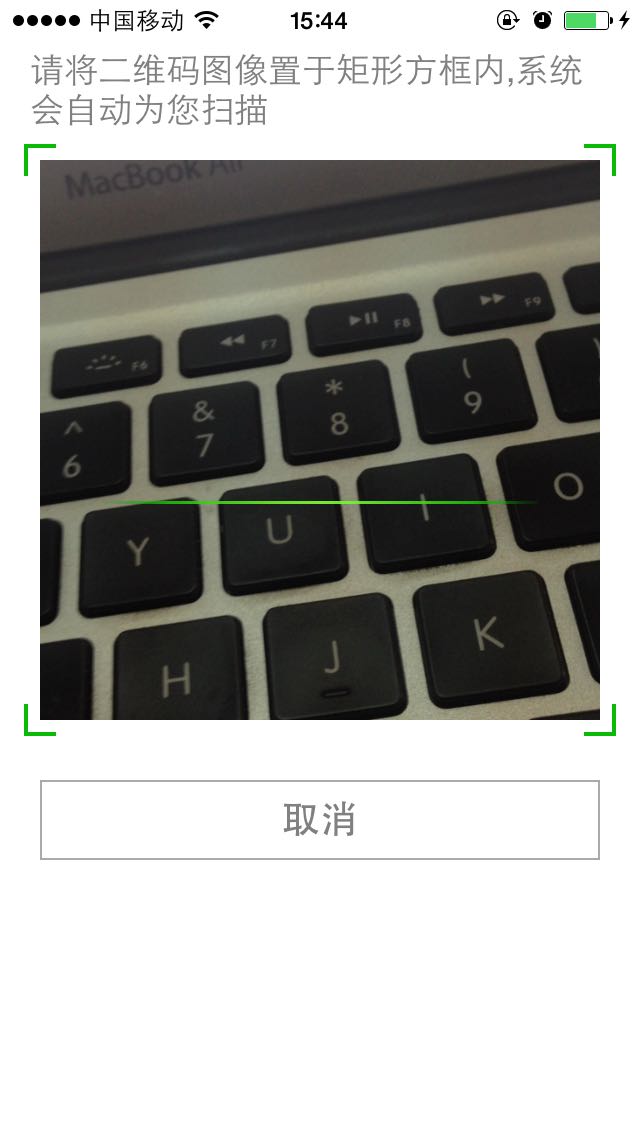 中国移动
15:44
请将二维码图像置于矩形方框内,系统
会自动为您扫描
MacBook Air
F6 F7 F8 F9
^ & * (
6 7 8 9
Y U I O
H J K
取消